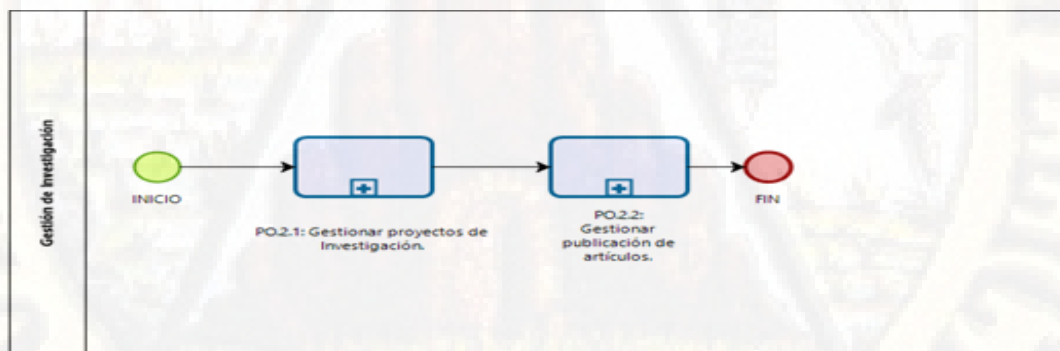 Gestión de Investigación
INICIO
PO.2.1: Gestionar proyectos de
Investigación.
PO.2.2:
Gestionar
publicación de
artículos.
FIN